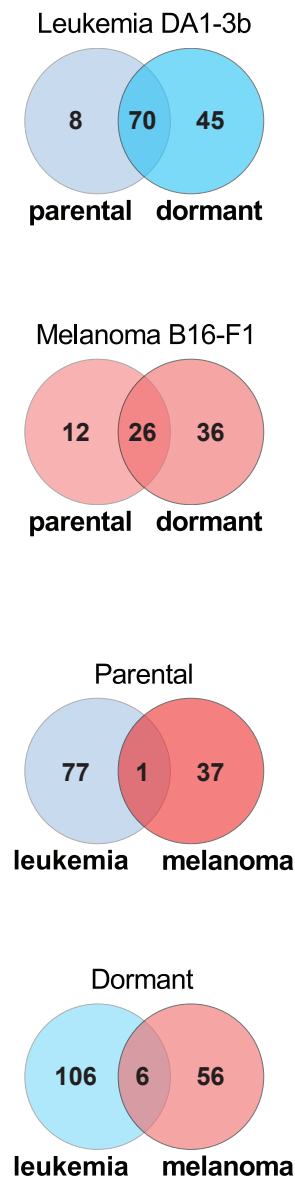 Leukemia DA1-3b
8 70 45
parental dormant
Melanoma B16-F1
12 26 36
parental dormant
Parental
77 1 37
leukemia melanoma
Dormant
106 6 56
leukemia melanoma